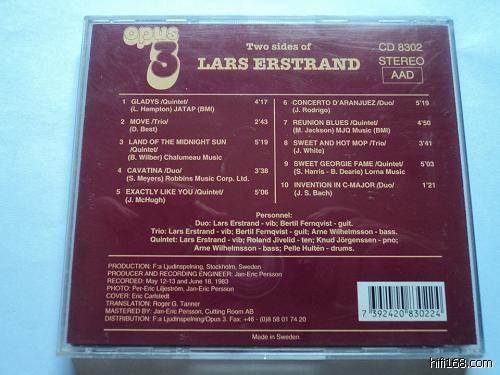 opus 3
Two sides of
LARS ERSTRAND
CD 8302
STEREO
AAD
1 GLADYS /Quintet/ 4'17
(L. Hampton) JATAP (BMI)
2 MOVE /Trio/ 2'43
(D. Best)
3 LAND OF THE MIDNIGHT SUN 5'19
/Quintet/
(B. Wilber) Chalumeau Music
4 CAVATINA /Duo/ 3'38
(S. Meyers) Robbins Music Corp. Ltd.
5 EXACTLY LIKE YOU /Quintet/ 5'06
(J. McHugh)
6 CONCERTO D'ARANJUEZ /Duo/ 5'19
(J. Rodrigo)
7 REUNION BLUES /Quintet/ 4'50
(M. Jackson) MJQ Music (BMI)
8 SWEET AND HOT MOP /Trio/ 3'41
(J. White)
9 SWEET GEORGIE FAME /Quintet/ 5'03
(S. Harris - B. Dearie) Lorna Music
10 INVENTION IN C-MAJOR /Duo/ 1'21
(J. S. Bach)
Personnel:
Duo: Lars Erstrand - vib; Bertil Fernqvist - guit.
Trio: Lars Erstrand - vib; Bertil Fernqvist - guit; Arne Wilhelmsson - bass.
Quintet: Lars Erstrand - vib; Roland Jivelid - ten; Knud Jörgenssen - pno;
Arne Wilhelmsson - bass; Pelle Hultén - drums.
PRODUCTION: F:a Ljudinspelning, Stockholm, Sweden
PRODUCER AND RECORDING ENGINEER: Jan-Eric Persson
RECORDED: May 12-13 and June 18, 1983
PHOTO: Per-Eric Liljeström, Jan-Eric Persson
COVER: Eric Carlstedt
TRANSLATION: Roger G. Tanner
MASTERED BY: Jan-Eric Persson, Cutting Room AB
DISTRIBUTION: F:a Ljudinspelning/Opus 3. Fax: +46 - (0)8 58 01 74 20
7 392420 830224
Made in Sweden
hifi168.com